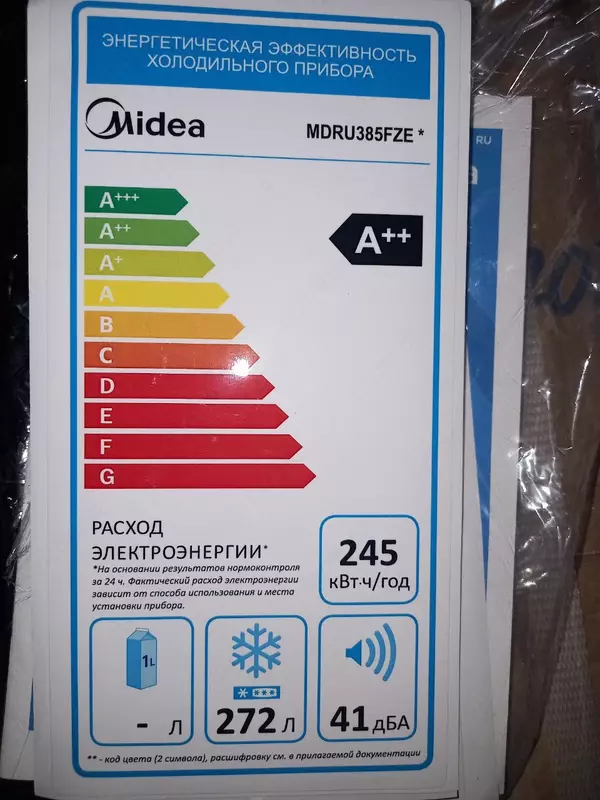 ЭНЕРГЕТИЧЕСКАЯ ЭФФЕКТИВНОСТЬ
ХОЛОДИЛЬНОГО ПРИБОРА
Midea MDRU385FZE *
RU
A+++
A++
A++
A+
A
B
C
D
E
F
G
РАСХОД
ЭЛЕКТРОЭНЕРГИИ*
*На основании результатов нормоконтроля
за 24 ч. Фактический расход электроэнергии
зависит от способа использования и места
установки прибора.
245
кВт·ч/год
1L
- л
272 л
41 дБА
** - код цвета (2 символа), расшифровку см. в прилагаемой документации